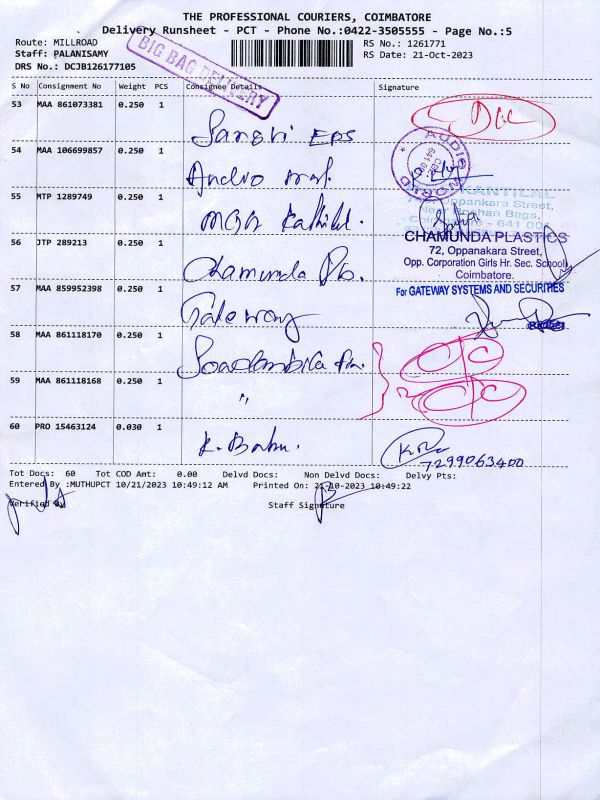 THE PROFESSIONAL COURIERS, COIMBATORE
Delivery Runsheet - PCT - Phone No.:0422-3505555 - Page No.:5
Route: MILLROAD
Staff: PALANISAMY
DRS No.: DCJB126177105
BIG BAG DELIVERY
RS No.: 1261771
RS Date: 21-Oct-2023
S No Consignment No Weight PCS Consignee Details Signature
53 MAA 861073381 0.250 1
54 MAA 106699857 0.250 1
AUDIO WORLD
55 MTP 1289749 0.250 1
KANTILAL
Oppankara Street,
56 JTP 289213 0.250 1
Chamunda
CHAMUNDA PLASTICS
72, Oppanakara Street,
Opp. Corporation Girls Hr. Sec. School
Coimbatore.
57 MAA 859952398 0.250 1
For GATEWAY SYSTEMS AND SECURITIES
58 MAA 861118170 0.250 1
59 MAA 861118168 0.250 1
"
60 PRO 15463124 0.030 1
K. Babu.
7299063400
Tot Docs: 60 Tot COD Amt: 0.00 Delvd Docs: Non Delvd Docs: Delvy Pts:
Entered By :MUTHUPCT 10/21/2023 10:49:12 AM Printed On: 21-10-2023 10:49:22
Verified By Staff Signature